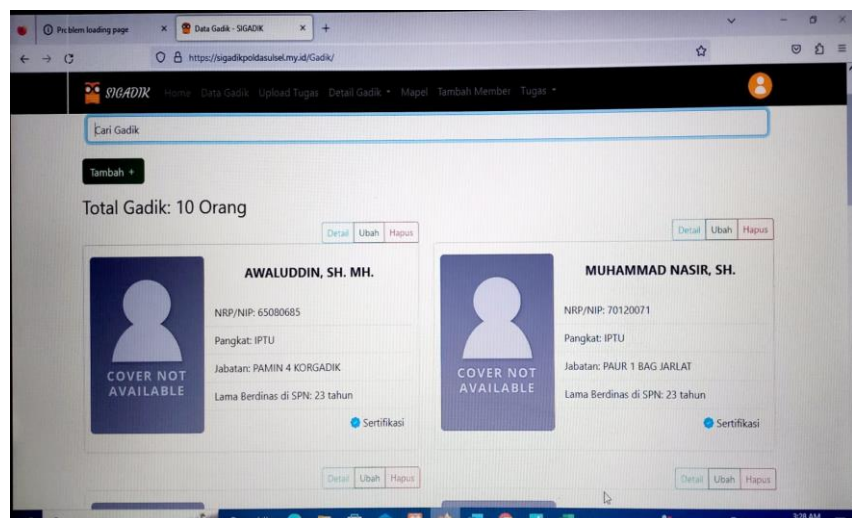 Problem loading page
Data Gadik - SIGADIK
https://sigadikpoldasulsel.my.id/Gadik/
SIGADIK Home Data Gadik Upload Tugas Detail Gadik Mapel Tambah Member Tugas
Cari Gadik
Tambah +
Total Gadik: 10 Orang
Detail Ubah Hapus
AWALUDDIN, SH. MH.
COVER NOT
AVAILABLE
NRP/NIP: 65080685
Pangkat: IPTU
Jabatan: PAMIN 4 KORGADIK
Lama Berdinas di SPN: 23 tahun
Sertifikasi
Detail Ubah Hapus
MUHAMMAD NASIR, SH.
COVER NOT
AVAILABLE
NRP/NIP: 70120071
Pangkat: IPTU
Jabatan: PAUR 1 BAG JARLAT
Lama Berdinas di SPN: 23 tahun
Sertifikasi
Detail Ubah Hapus
Detail Ubah Hapus
3:28 AM